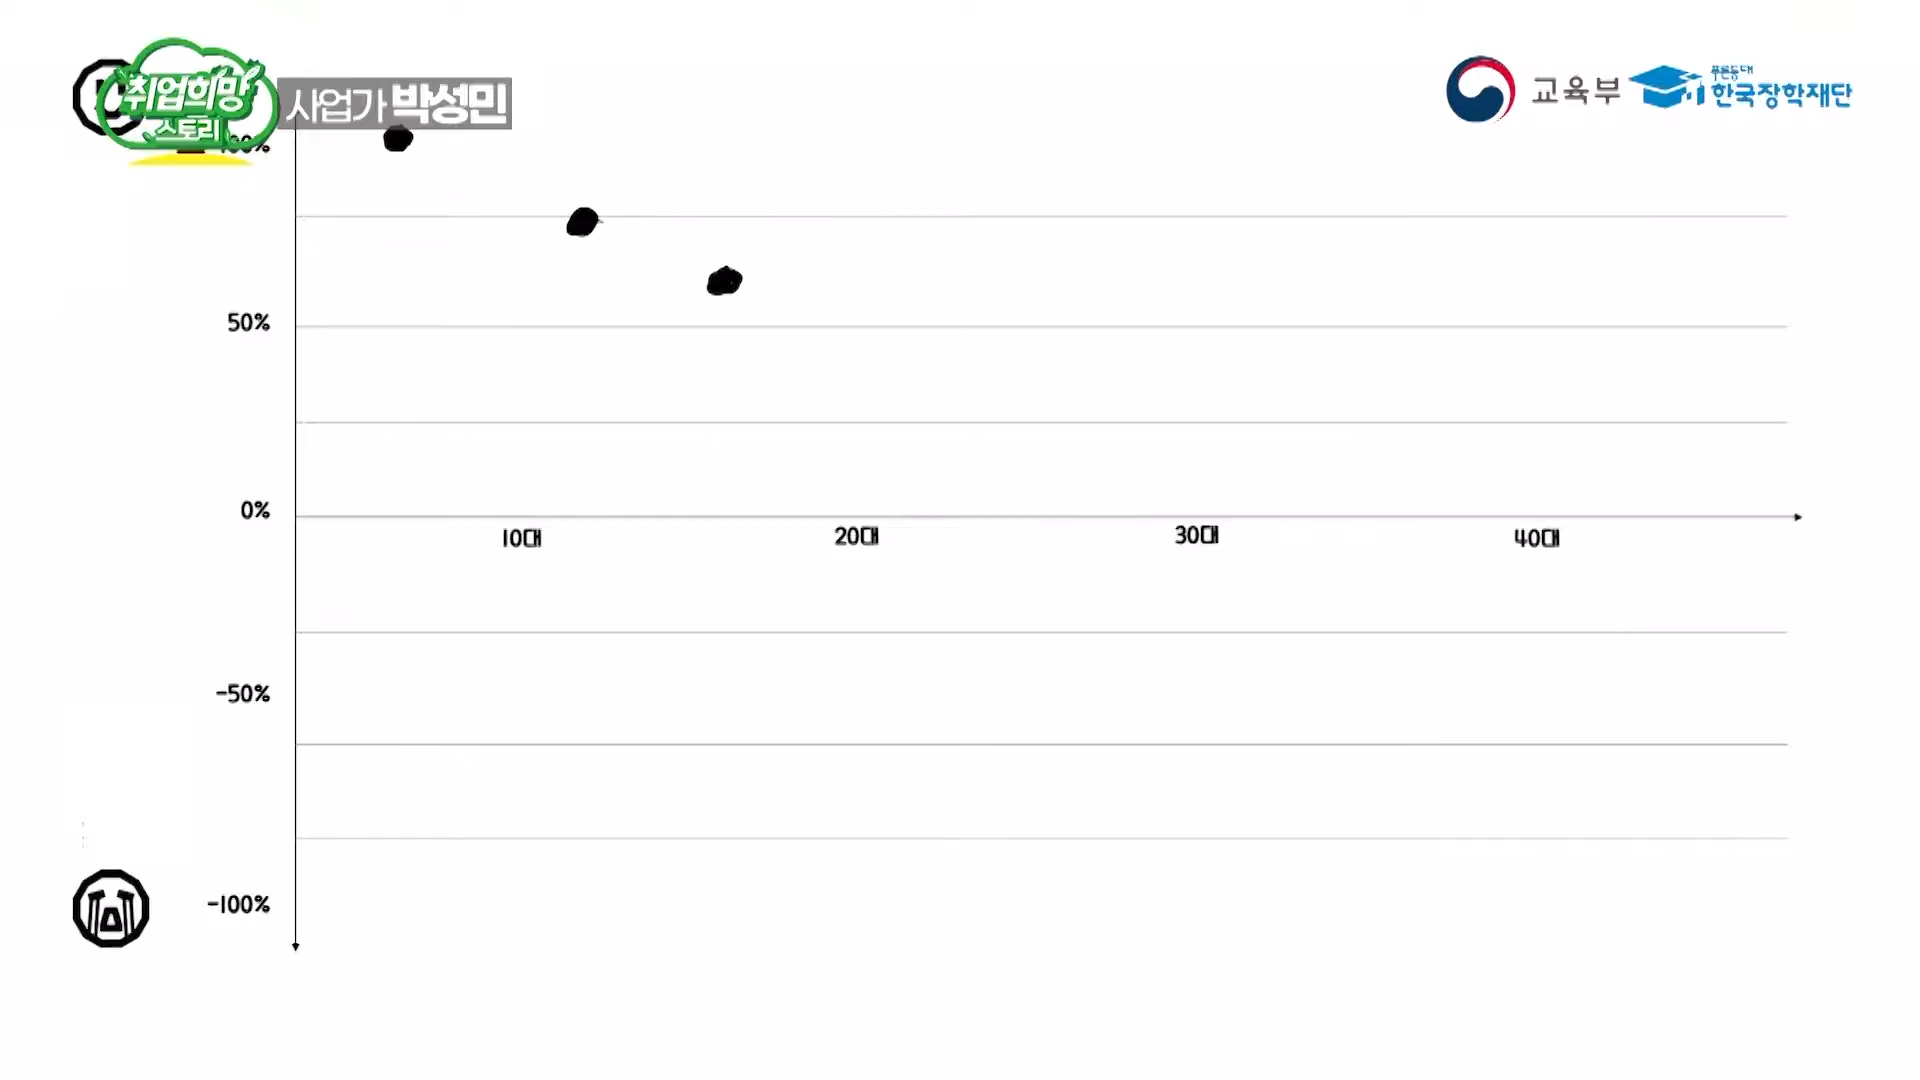 취업희망
스토리
사업가 박성민
교육부
푸른등대
한국장학재단
50%
0%
10대
20대
30대
40대
-50%
-100%